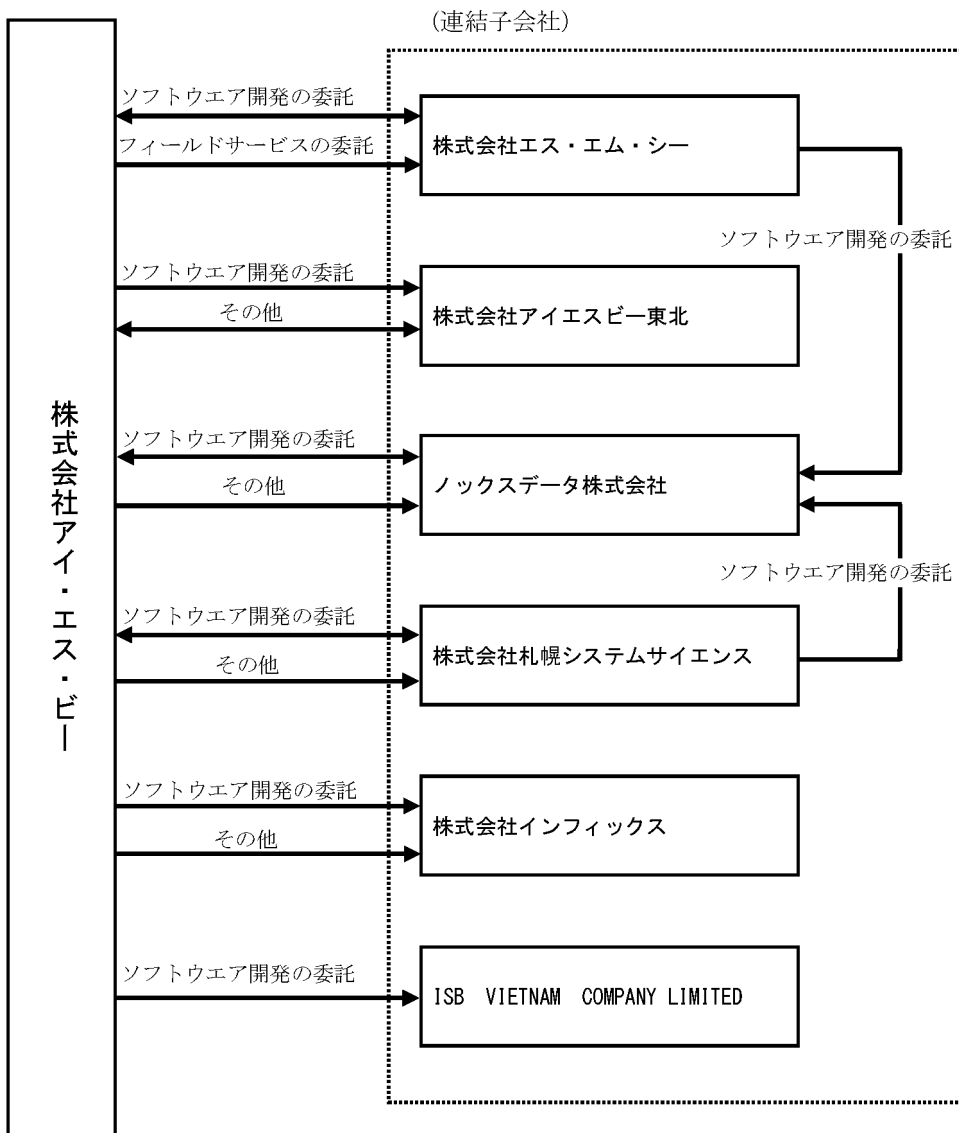 (連結子会社)
株式会社アイ・エス・ビー
ソフトウエア開発の委託
フィールドサービスの委託
株式会社エス・エム・シー
ソフトウエア開発の委託
ソフトウエア開発の委託
その他
株式会社アイエスビー東北
ソフトウエア開発の委託
その他
ノックスデータ株式会社
ソフトウエア開発の委託
ソフトウエア開発の委託
その他
株式会社札幌システムサイエンス
ソフトウエア開発の委託
その他
株式会社インフィックス
ソフトウエア開発の委託
ISB VIETNAM COMPANY LIMITED